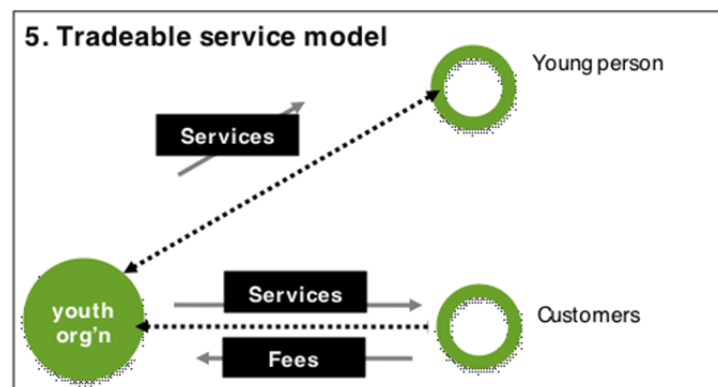 5. Tradeable service model
Young person
Services
youth
org'n
Services
Customers
Fees